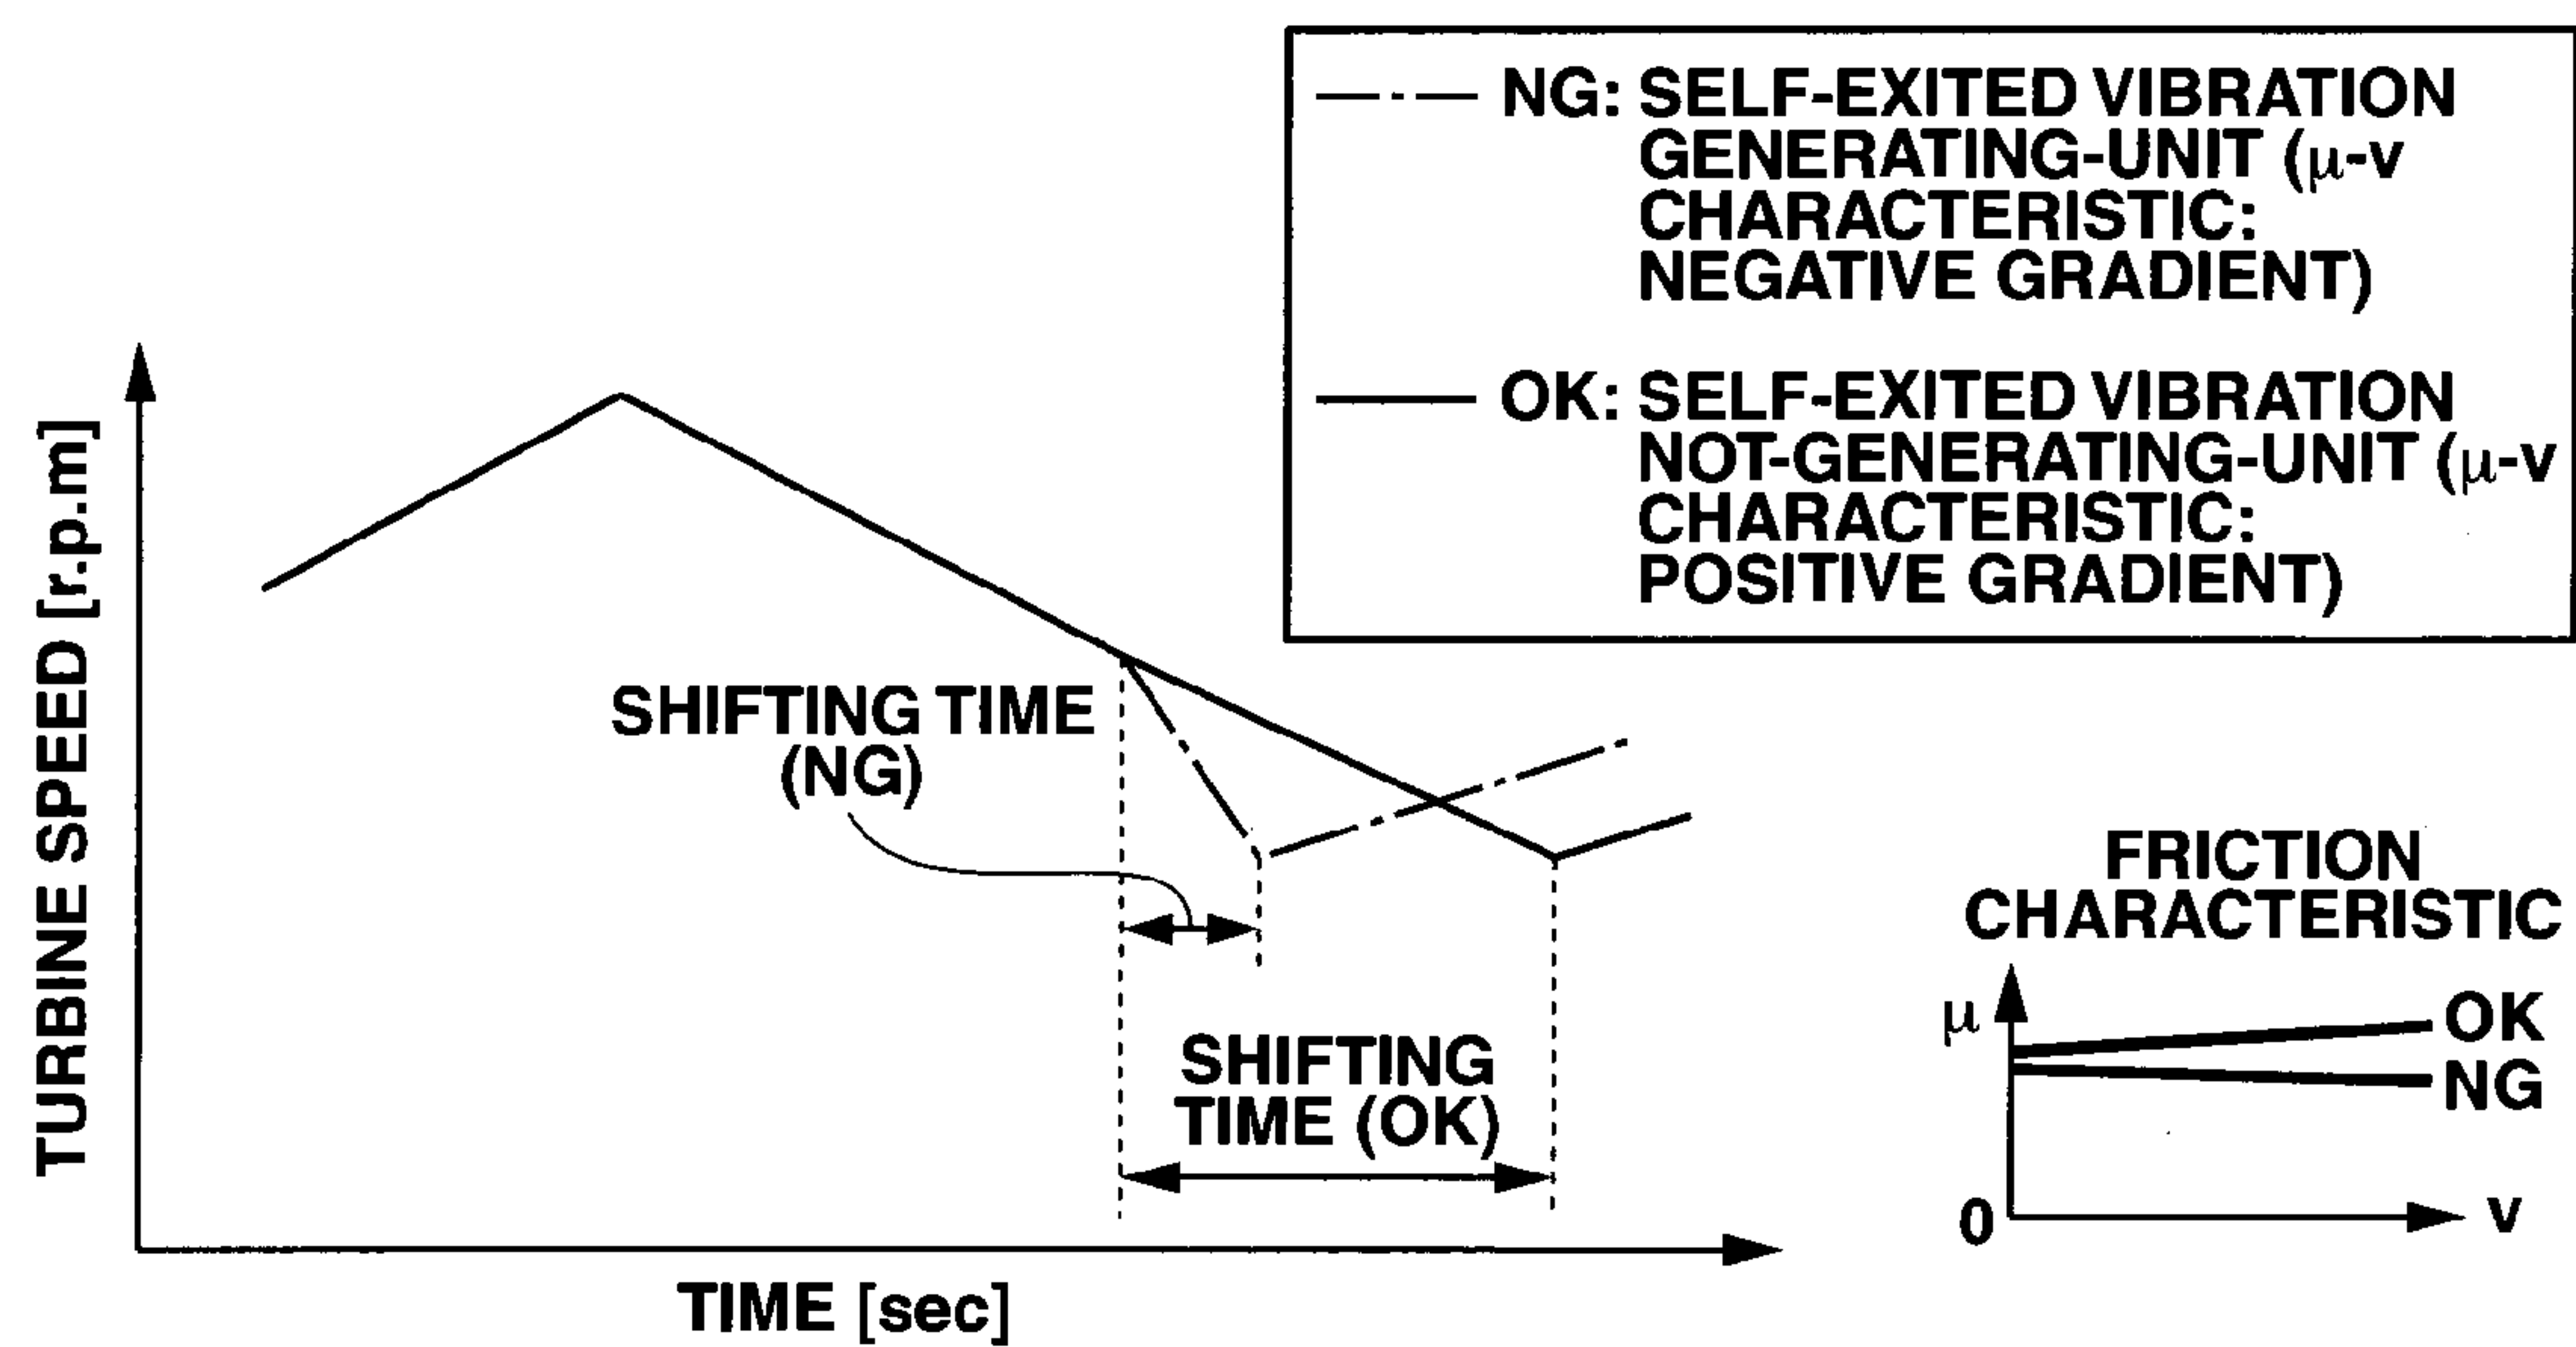 NG: SELF-EXITED VIBRATION
GENERATING-UNIT (μ-v
CHARACTERISTIC:
NEGATIVE GRADIENT)
OK: SELF-EXITED VIBRATION
NOT-GENERATING-UNIT (μ-v
CHARACTERISTIC:
POSITIVE GRADIENT)
TURBINE SPEED [r.p.m]
SHIFTING TIME
(NG)
SHIFTING
TIME (OK)
TIME [sec]
FRICTION
CHARACTERISTIC
μ
OK
NG
0
v